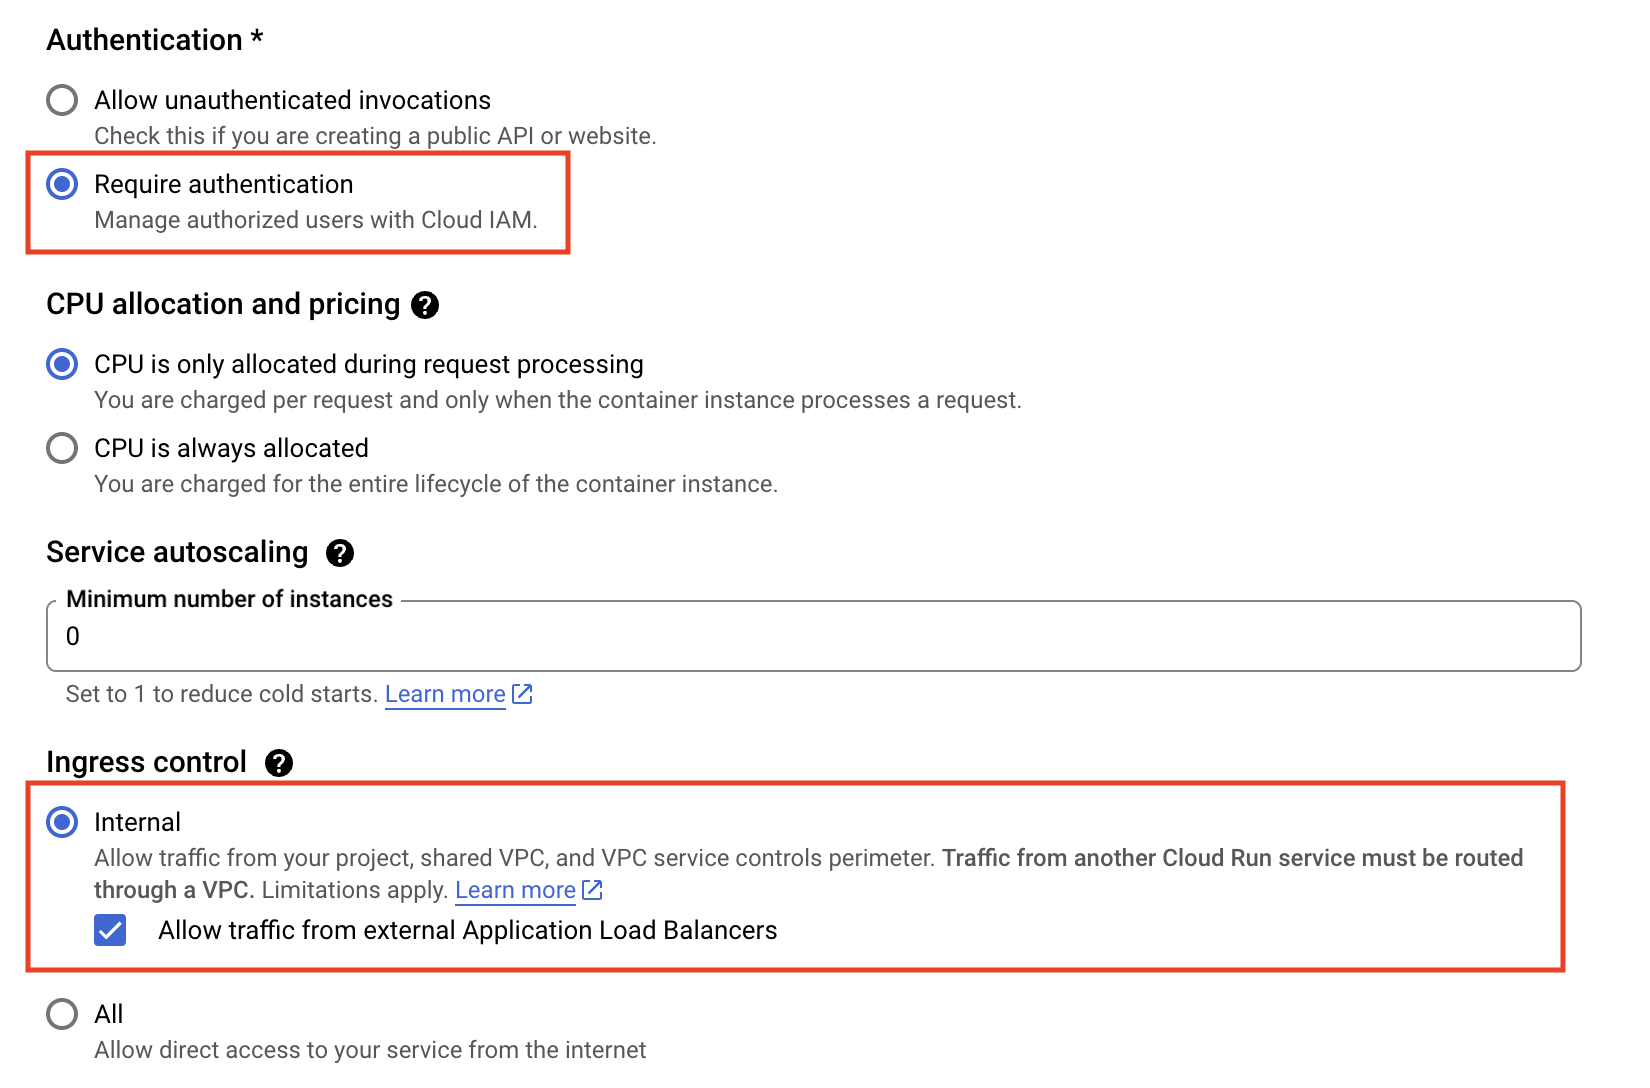 Authentication *
Allow unauthenticated invocations
Check this if you are creating a public API or website.
Require authentication
Manage authorized users with Cloud IAM.
CPU allocation and pricing ?
CPU is only allocated during request processing
You are charged per request and only when the container instance processes a request.
CPU is always allocated
You are charged for the entire lifecycle of the container instance.
Service autoscaling ?
Minimum number of instances
0
Set to 1 to reduce cold starts. Learn more
Ingress control ?
Internal
Allow traffic from your project, shared VPC, and VPC service controls perimeter. Traffic from another Cloud Run service must be routed
through a VPC. Limitations apply. Learn more
Allow traffic from external Application Load Balancers
All
Allow direct access to your service from the internet